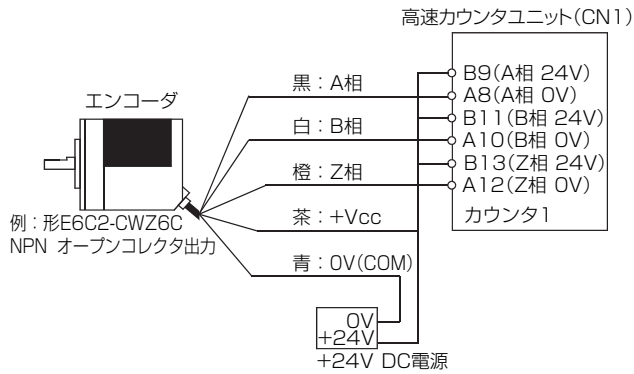 高速カウンタユニット(CN1)
エンコーダ
黒：A相
白：B相
橙：Z相
茶：+Vcc
青：0V(COM)
B9(A相 24V)
A8(A相 0V)
B11(B相 24V)
A10(B相 0V)
B13(Z相 24V)
A12(Z相 0V)
カウンタ1
例：形E6C2-CWZ6C
NPN オープンコレクタ出力
0V
+24V
+24V DC電源